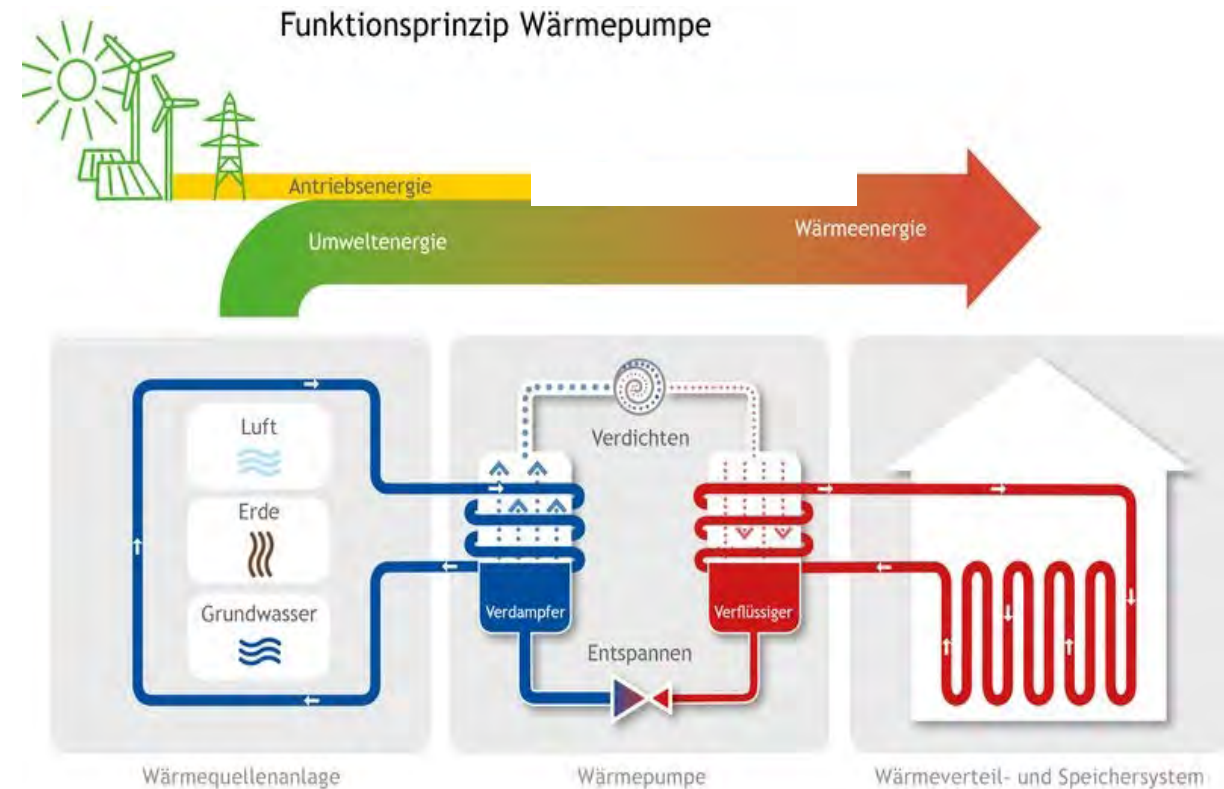 Funktionsprinzip Wärmepumpe
Antriebsenergie
Umweltenergie
Wärmeenergie
Luft
Erde
Grundwasser
Verdichten
Verdampfer
Verflüssiger
Entspannen
Wärmequellenanlage
Wärmepumpe
Wärmeverteil- und Speichersystem